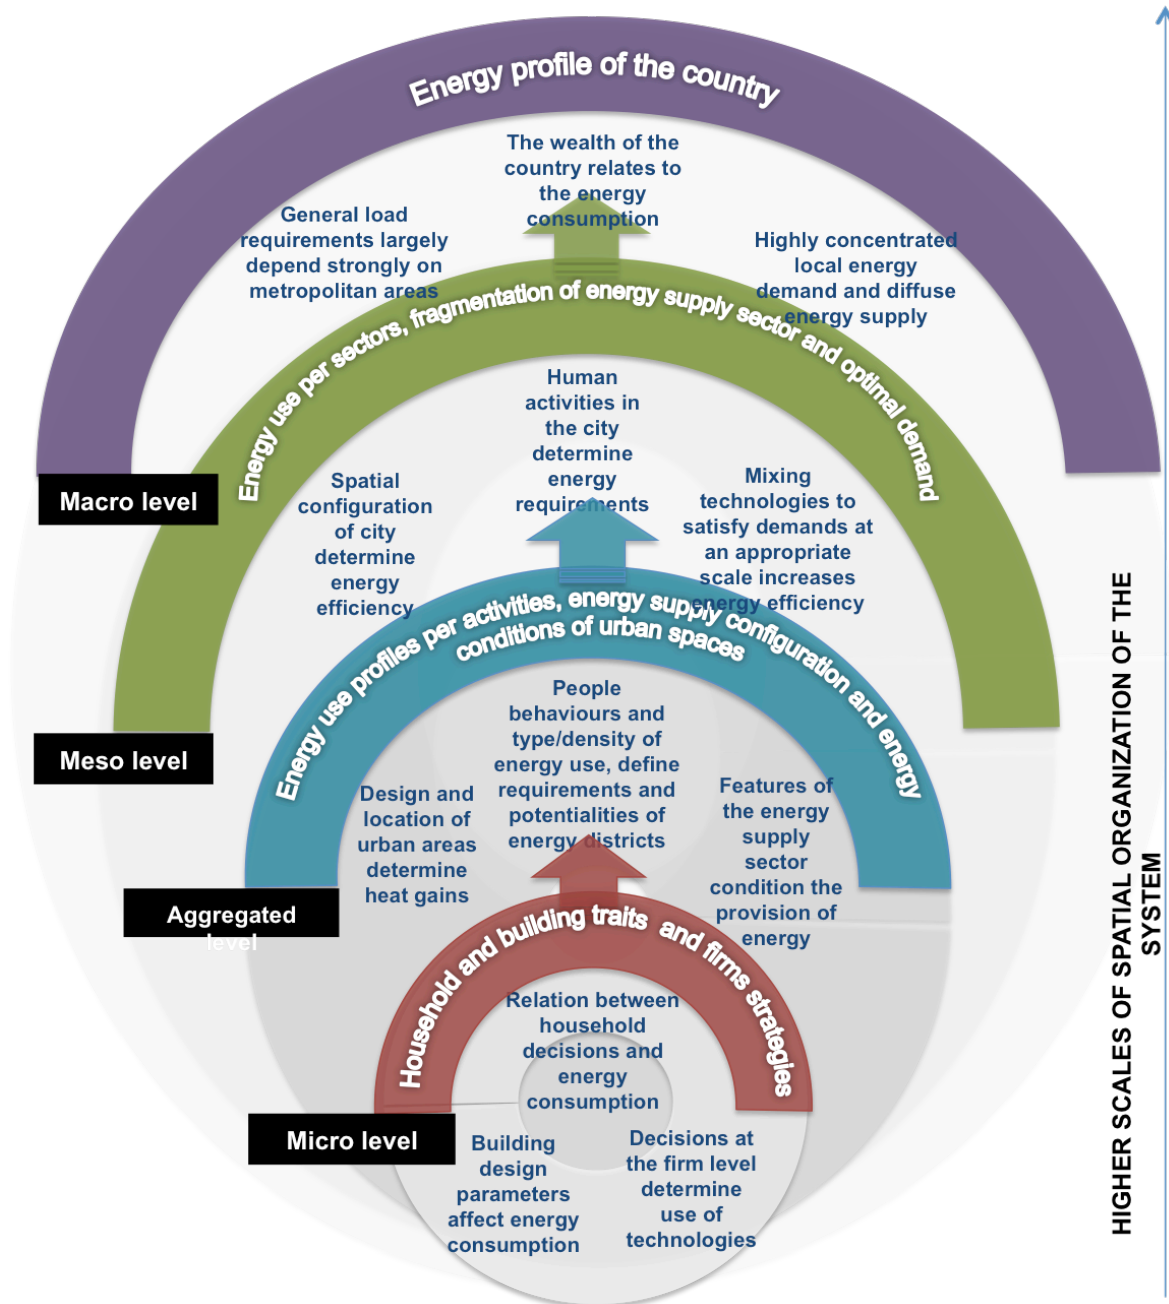 Energy profile of the country
The wealth of the
country relates to
the energy
consumption
General load
requirements largely
depend strongly on
metropolitan areas
Highly concentrated
local energy
demand and diffuse
energy supply
Macro level
Energy use per sectors, fragmentation of energy supply sector and optimal demand
Human
activities in
the city
determine
energy
requirements
Spatial
configuration
of city
determine
energy
efficiency
Mixing
technologies to
satisfy demands at
an appropriate
scale increases
energy efficiency
Meso level
Energy use profiles per activities, energy supply configuration and energy
conditions of urban spaces
People
behaviours and
type/density of
energy use, define
requirements and
potentialities of
energy districts
Design and
location of
urban areas
determine
heat gains
Features of
the energy
supply
sector
condition the
provision of
energy
Aggregated
level
Household and building traits and firms strategies
Relation between
household
decisions and
energy
consumption
Micro level
Building
design
parameters
affect energy
consumption
Decisions at
the firm level
determine
use of
technologies
HIGHER SCALES OF SPATIAL ORGANIZATION OF THE
SYSTEM